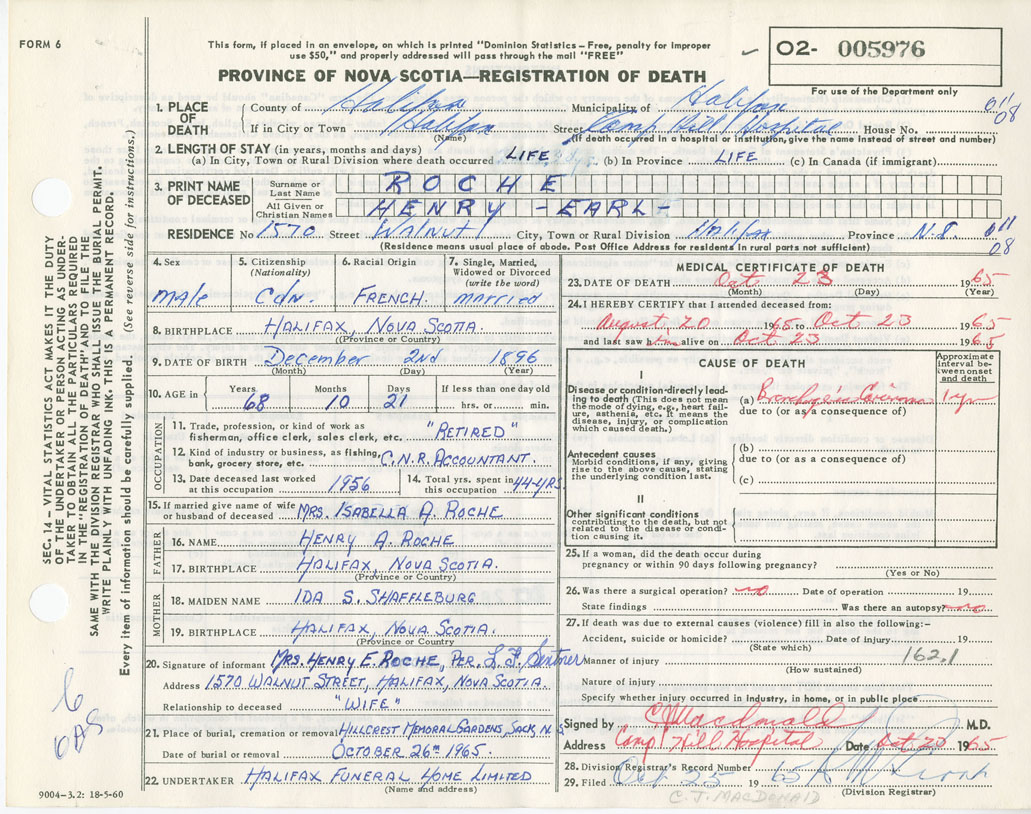 FORM 6
This form, if placed in an envelope, on which is printed "Dominion Statistics—Free, penalty for improper
use $50," and properly addressed will pass through the mail "FREE"
02- 005976
PROVINCE OF NOVA SCOTIA—REGISTRATION OF DEATH
For use of the Department only
1. PLACE OF DEATH
County of Halifax Municipality of Halifax
011 08
If in City or Town Halifax Street Camp Hill Hospital House No.
(Name) (If death occurred in a hospital or institution, give the name instead of street and number)
2. LENGTH OF STAY (in years, months and days)
(a) In City, Town or Rural Division where death occurred LIFE (b) In Province LIFE (c) In Canada (if immigrant)
3. PRINT NAME OF DECEASED
Surname or Last Name ROCHE
All Given or Christian Names HENRY -EARL-
RESIDENCE No 1570 Street Walnut City, Town or Rural Division Halifax Province N.S. 011 08
(Residence means usual place of abode. Post Office Address for residents in rural parts not sufficient)
4. Sex
male
5. Citizenship (Nationality)
Cdn.
6. Racial Origin
FRENCH.
7. Single, Married, Widowed or Divorced (write the word)
married
8. BIRTHPLACE HALIFAX, NOVA SCOTIA.
(Province or Country)
9. DATE OF BIRTH December 2nd 1896
(Month) (Day) (Year)
10. AGE in Years 68 Months 10 Days 21 If less than one day old hrs. or min.
OCCUPATION
11. Trade, profession, or kind of work as fisherman, office clerk, sales clerk, etc. "RETIRED"
12. Kind of industry or business, as fishing, bank, grocery store, etc. C.N.R. ACCOUNTANT.
13. Date deceased last worked at this occupation 1956
14. Total yrs. spent in this occupation 44-YRS
15. If married give name of wife or husband of deceased MRS. ISABELLA A. ROCHE
FATHER
16. NAME HENRY A. ROCHE
17. BIRTHPLACE HALIFAX, NOVA SCOTIA.
(Province or Country)
MOTHER
18. MAIDEN NAME IDA S. SHAFFLEBURG
19. BIRTHPLACE HALIFAX, NOVA SCOTIA.
(Province or Country
20. Signature of informant MRS. HENRY E. ROCHE, PER.
Address 1570 WALNUT STREET, HALIFAX, NOVA SCOTIA.
Relationship to deceased "WIFE"
21. Place of burial, cremation or removal HILLCREST MEMORAL GARDENS, SACK, N.S.
Date of burial or removal OCTOBER 26TH 1965.
22. UNDERTAKER HALIFAX FUNERAL HOME LIMITED
(Name and address)
9004-3.2: 18-5-60
MEDICAL CERTIFICATE OF DEATH
23. DATE OF DEATH Oct 23 1965
(Month) (Day) (Year)
24. I HEREBY CERTIFY that I attended deceased from:
August, 20 1965 to Oct 23 1965
and last saw him alive on Oct 23 1965
CAUSE OF DEATH
Approximate interval between onset and death
I
Disease or condition directly leading to death (This does not mean the mode of dying, e.g., heart failure, asthenia, etc. It means the disease, injury, or complication which caused death.)
(a) Bronchogenic Carcinoma 1 yr
due to (or as a consequence of)
Antecedent causes
Morbid conditions, if any, giving rise to the above cause, stating the underlying condition last.
(b)
due to (or as a consequence of)
(c)
II
Other significant conditions
contributing to the death, but not related to the disease or condition causing it.
25. If a woman, did the death occur during
pregnancy or within 90 days following pregnancy?
(Yes or No)
26. Was there a surgical operation? no Date of operation 19
State findings Was there an autopsy? no
27. If death was due to external causes (violence) fill in also the following:-
Accident, suicide or homicide? Date of injury 19
(State which)
Manner of injury 162.1
(How sustained)
Nature of injury
Specify whether injury occurred in Industry, in home, or in public place
Signed by C J Macdonald M.D.
Address Camp Hill Hospital Date Oct 23 1965
28. Division Registrar's Record Number
29. Filed Oct 25 1965
(Division Registrar)
C. J. MACDONALD
SEC. 14—VITAL STATISTICS ACT MAKES IT THE DUTY
OF THE UNDERTAKER OR PERSON ACTING AS UNDER-
TAKER TO OBTAIN ALL THE PARTICULARS REQUIRED
IN THE "REGISTRATION OF DEATH" AND TO FILE THE
SAME WITH THE DIVISION REGISTRAR WHO SHALL ISSUE THE BURIAL PERMIT.
WRITE PLAINLY WITH UNFADING INK. THIS IS A PERMANENT RECORD.
Every item of information should be carefully supplied. (See reverse side for instructions.)